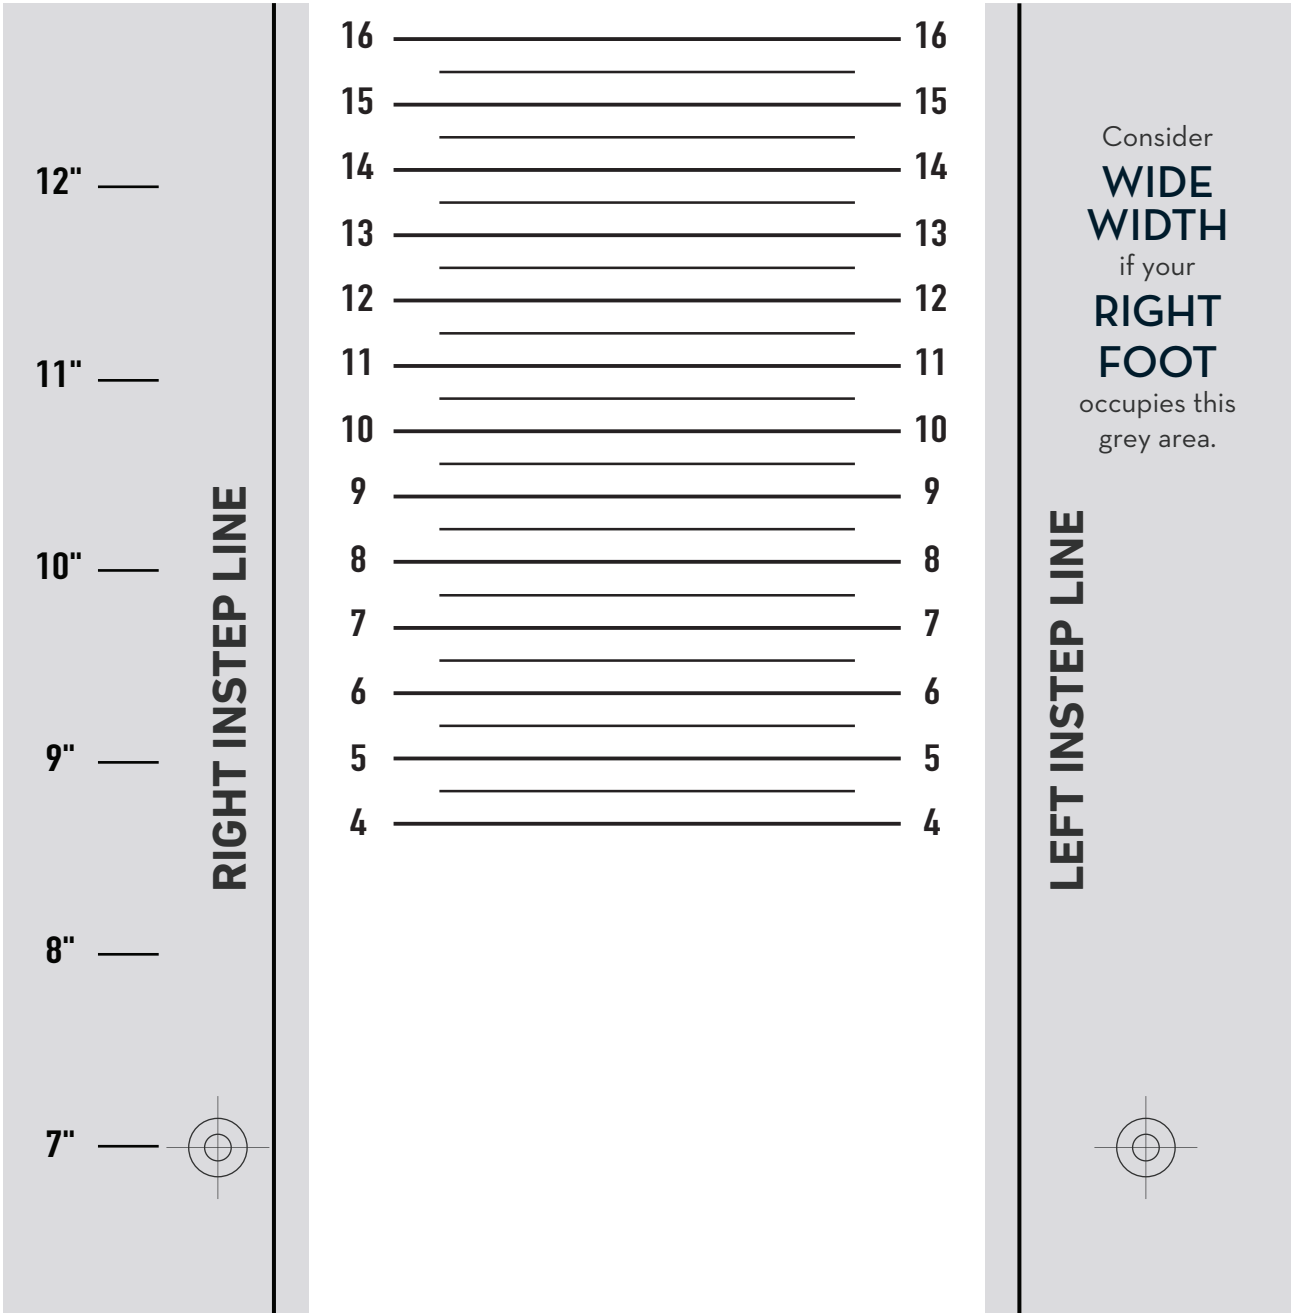 16 16
15 15
14 14
13 13
12 12
11 11
10 10
9 9
8 8
7 7
6 6
5 5
4 4
12"
11"
10"
9"
8"
7"
RIGHT INSTEP LINE
LEFT INSTEP LINE
Consider
WIDE
WIDTH
if your
RIGHT
FOOT
occupies this
grey area.